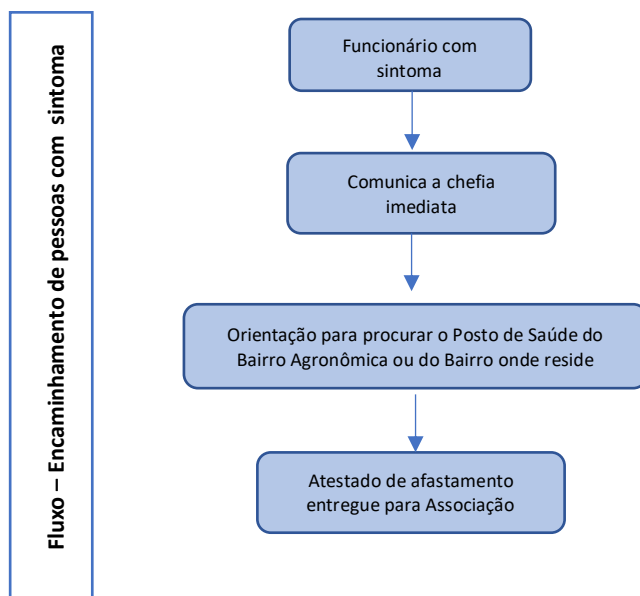 Fluxo – Encaminhamento de pessoas com sintoma
Funcionário com
sintoma
Comunica a chefia
imediata
Orientação para procurar o Posto de Saúde do
Bairro Agronômica ou do Bairro onde reside
Atestado de afastamento
entregue para Associação